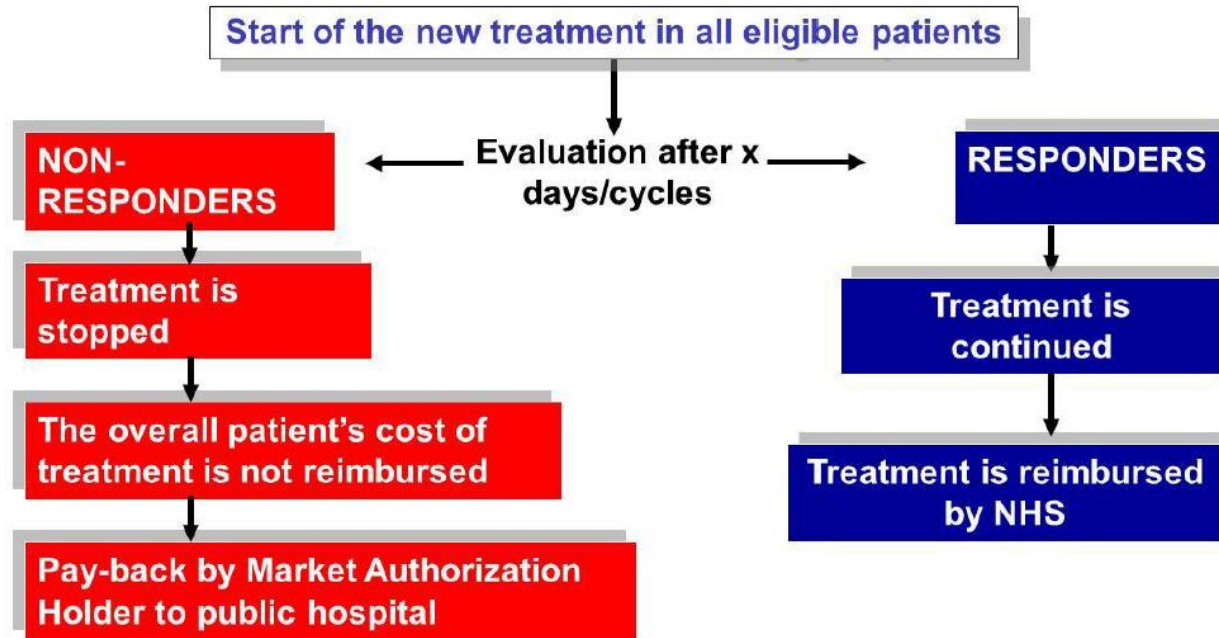 Start of the new treatment in all eligible patients
NON-
RESPONDERS
Evaluation after x
days/cycles
RESPONDERS
Treatment is
stopped
Treatment is
continued
The overall patient's cost of
treatment is not reimbursed
Treatment is reimbursed
by NHS
Pay-back by Market Authorization
Holder to public hospital